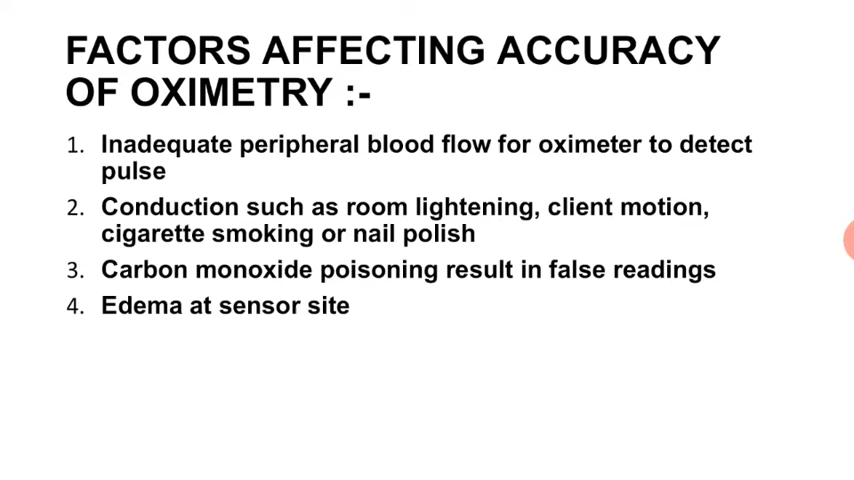 FACTORS AFFECTING ACCURACY
OF OXIMETRY :-
1. Inadequate peripheral blood flow for oximeter to detect
pulse
2. Conduction such as room lightening, client motion,
cigarette smoking or nail polish
3. Carbon monoxide poisoning result in false readings
4. Edema at sensor site